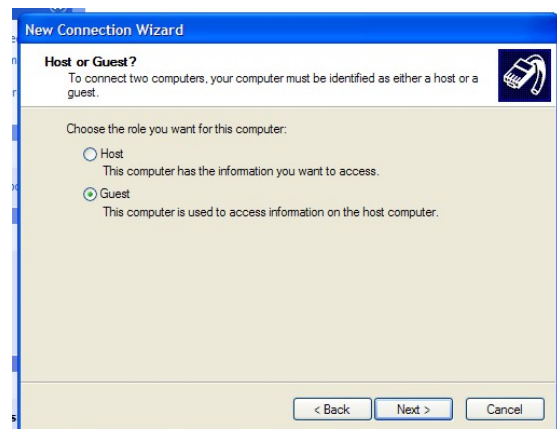 New Connection Wizard
Host or Guest?
To connect two computers, your computer must be identified as either a host or a
guest.
Choose the role you want for this computer:
Host
This computer has the information you want to access.
Guest
This computer is used to access information on the host computer.
< Back Next > Cancel